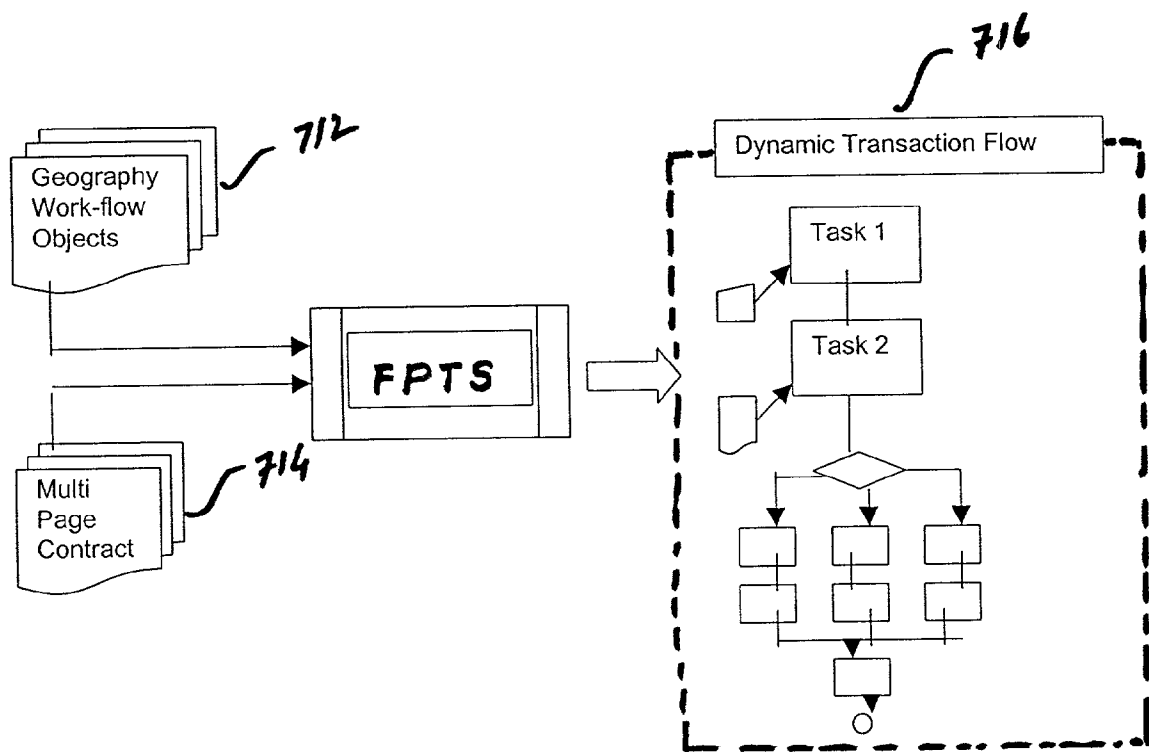 716
712
Dynamic Transaction Flow
Geography
Work-flow
Objects
Task 1
Task 2
FPTS
714
Multi
Page
Contract